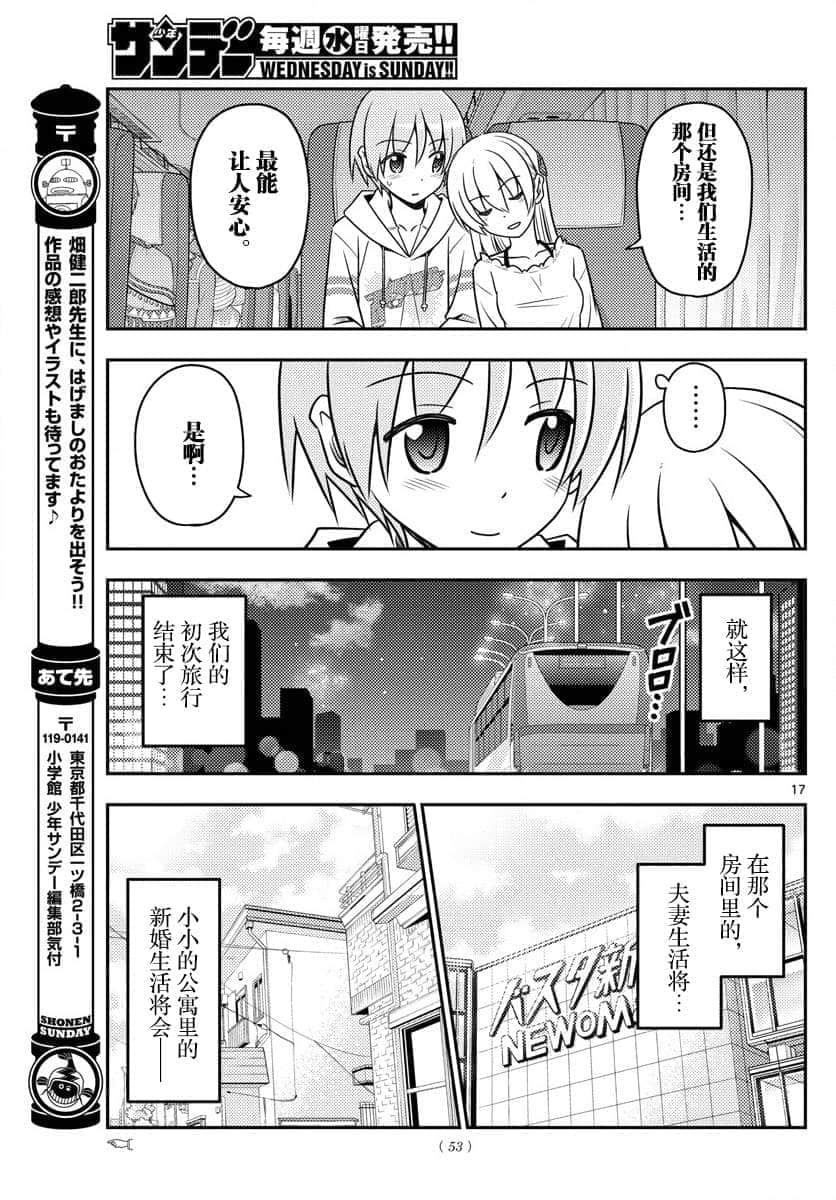 少年サンデー 毎週水曜日発売!!
WEDNESDAY is SUNDAY!!
但还是我们生活的
那个房间…
最能
让人安心。
……
是啊…
就这样，
ブロロロ…
我们的
初次旅行
结束了…
17
在那个
房间里的，
夫妻生活将…
バスタ新
NEWoM
小小的公寓里的
新婚生活将会——
〒
畑健二郎先生に、はげましのおたよりを出そう!!
作品の感想やイラストも待ってます♪
あて先
〒
119-0141
東京都千代田区一ツ橋2-3-1
小学館 少年サンデー編集部気付
SHONEN
SUNDAY
(53)